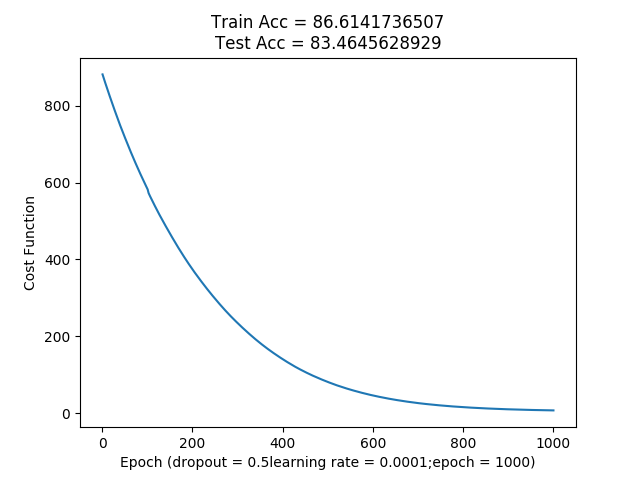 Train Acc = 86.6141736507
Test Acc = 83.4645628929
Cost Function
800
600
400
200
0
0 200 400 600 800 1000
Epoch (dropout = 0.5learning rate = 0.0001;epoch = 1000)